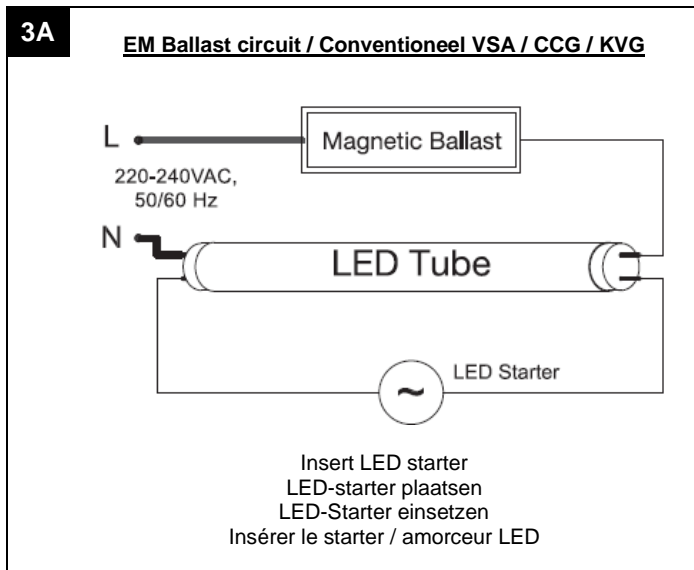 3A
EM Ballast circuit / Conventioneel VSA / CCG / KVG
L
Magnetic Ballast
220-240VAC,
50/60 Hz
N
LED Tube
LED Starter
~
Insert LED starter
LED-starter plaatsen
LED-Starter einsetzen
Insérer le starter / amorceur LED